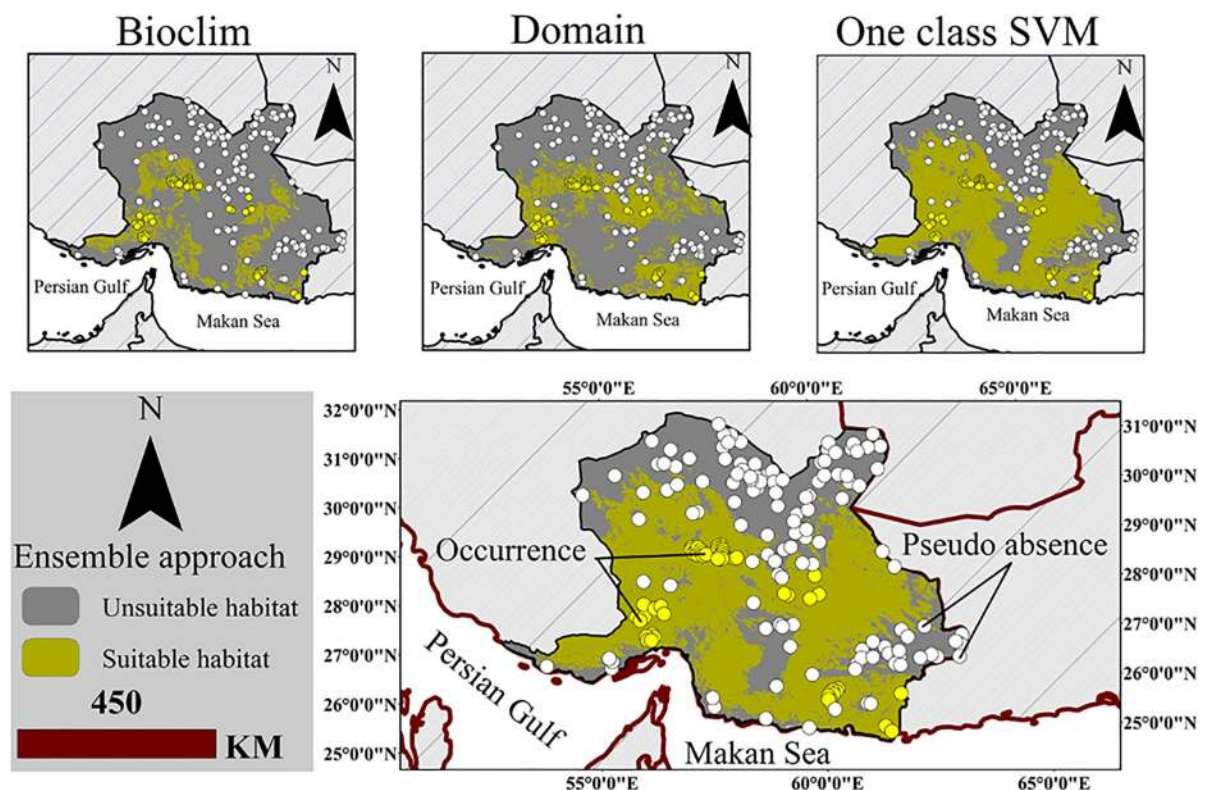 Bioclim
Domain
One class SVM
N
N
N
Persian Gulf
Makan Sea
Persian Gulf
Makan Sea
Persian Gulf
Makan Sea
N
Ensemble approach
Unsuitable habitat
Suitable habitat
450
KM
55°0'0"E 60°0'0"E 65°0'0"E
32°0'0"N
31°0'0"N
30°0'0"N
29°0'0"N
28°0'0"N
27°0'0"N
26°0'0"N
25°0'0"N
Occurrence
Pseudo absence
Persian Gulf
Makan Sea
31°0'0"N
30°0'0"N
29°0'0"N
28°0'0"N
27°0'0"N
26°0'0"N
25°0'0"N
55°0'0"E 60°0'0"E 65°0'0"E